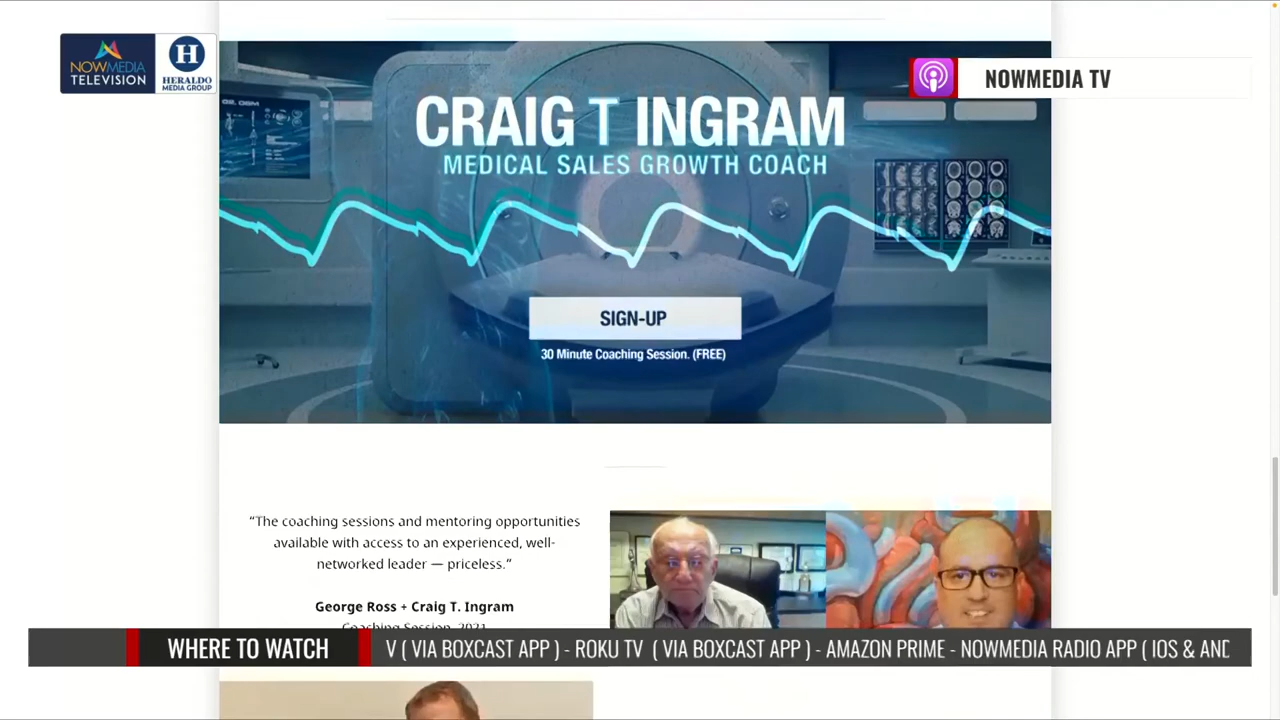 NOWMEDIA
TELEVISION
H
HERALDO
MEDIA GROUP
NOWMEDIA TV
CRAIG T INGRAM
MEDICAL SALES GROWTH COACH
SIGN-UP
30 Minute Coaching Session. (FREE)
“The coaching sessions and mentoring opportunities
available with access to an experienced, well-
networked leader — priceless.”
George Ross + Craig T. Ingram
Coaching Session, 2021
WHERE TO WATCH
V ( VIA BOXCAST APP ) - ROKU TV ( VIA BOXCAST APP ) - AMAZON PRIME - NOWMEDIA RADIO APP ( IOS & AND